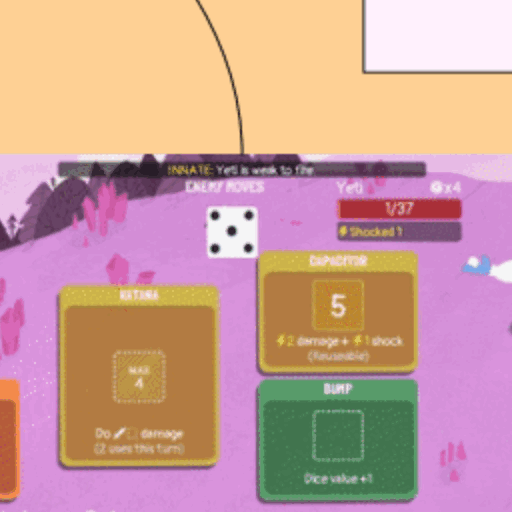 INNATE: Yeti is weak to fire
ENEMY MOVES
Yeti
x4
1/37
Shocked 1
CAPACITOR
5
2 damage + 1 shock
(Reuseable)
KATANA
MAX
4
Do damage
(2 uses this turn)
BUMP
Dice value +1